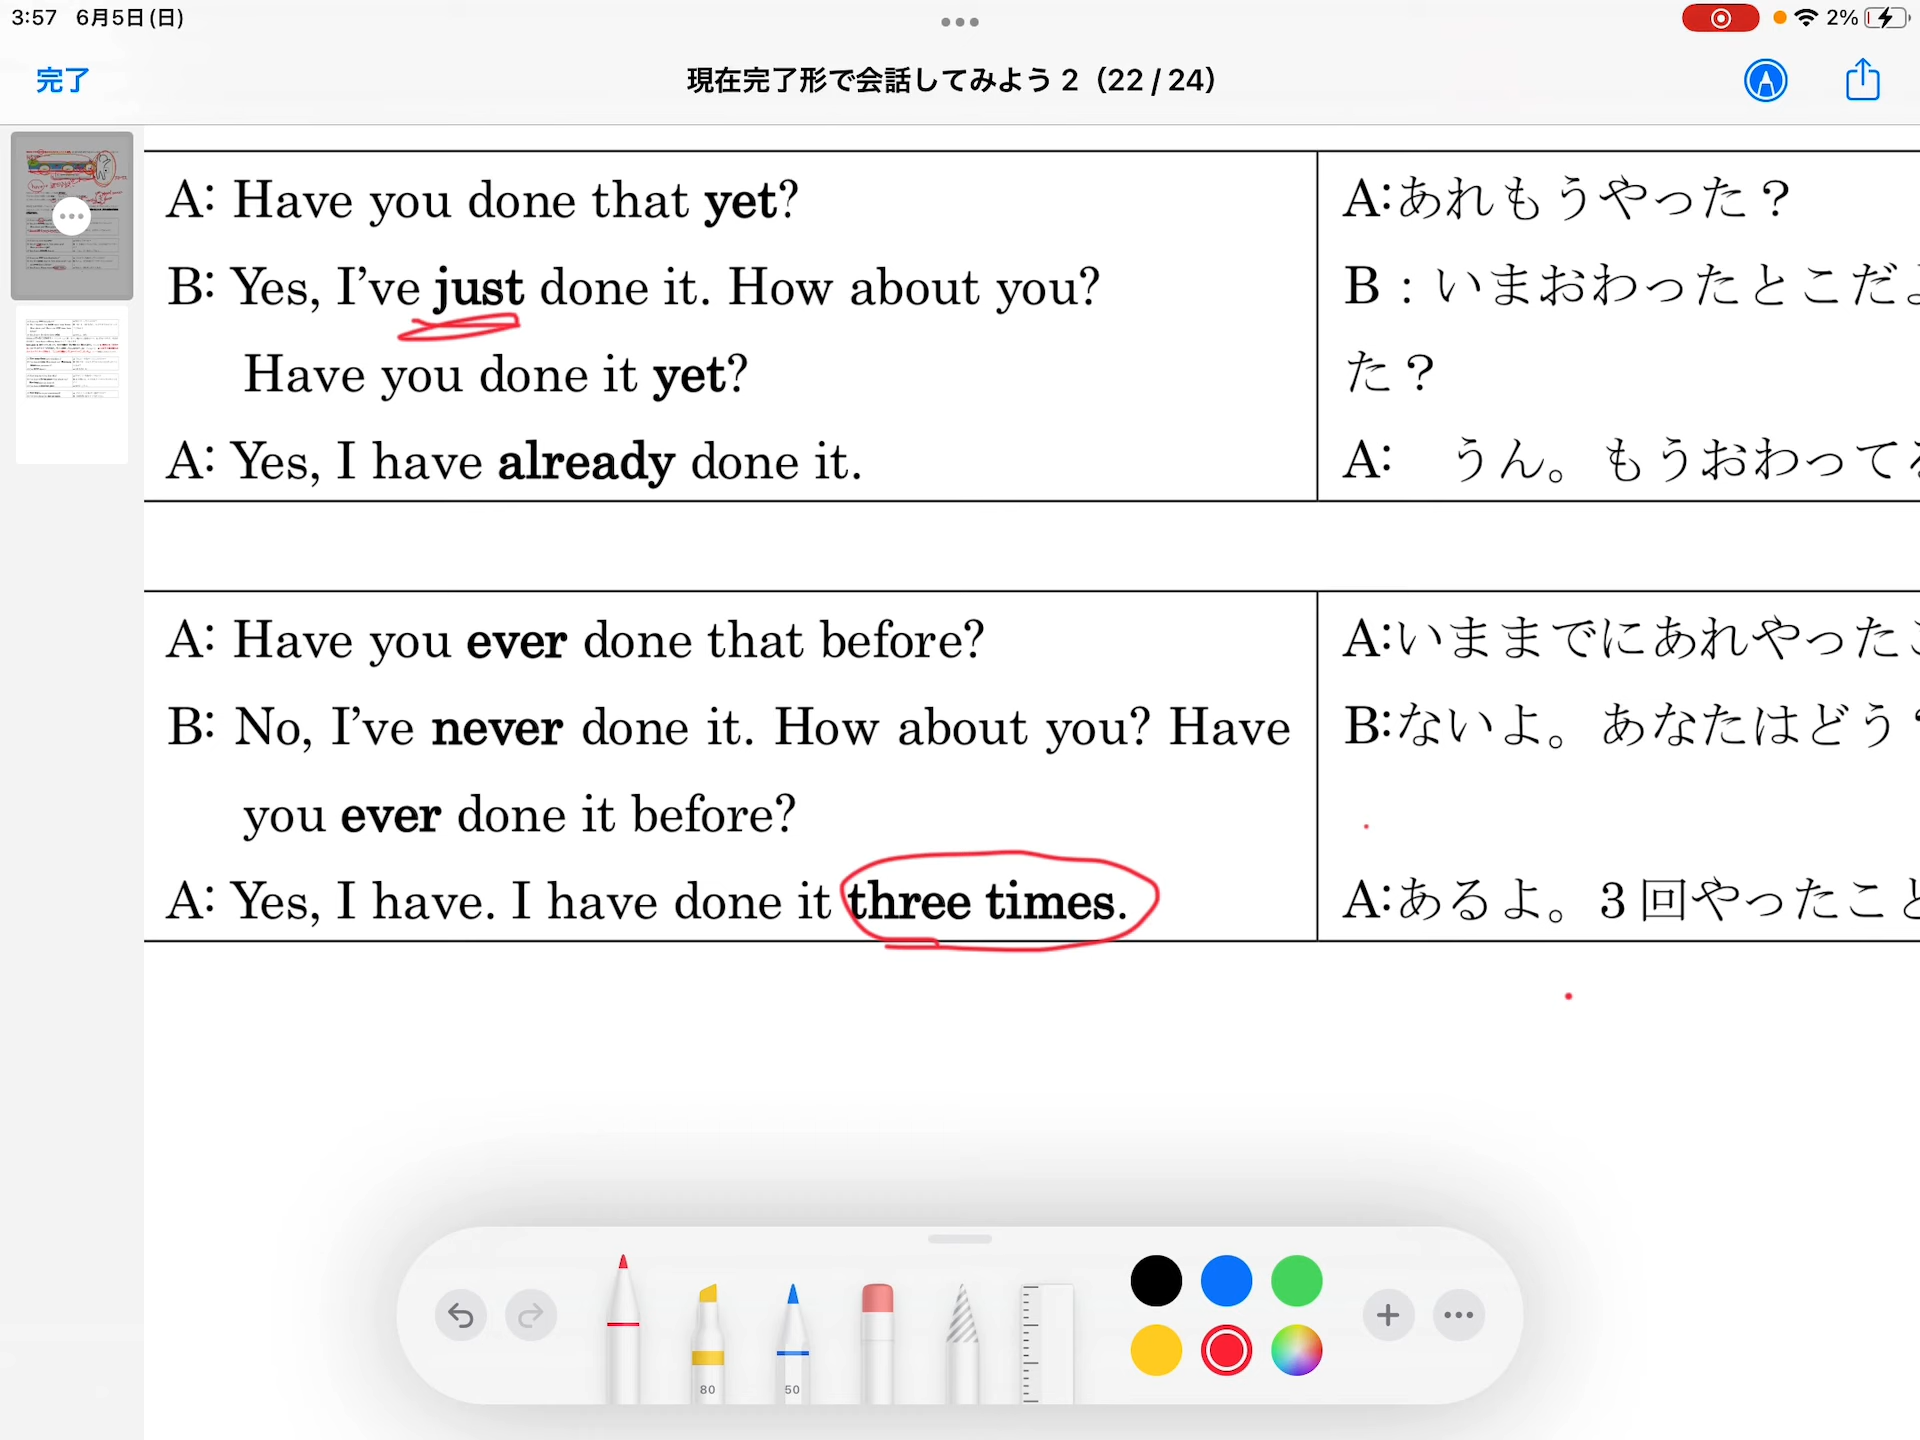 3:57 6月5日(日)
2%
完了
現在完了形で会話してみよう 2（22 / 24）
A: Have you done that yet?
B: Yes, I've just done it. How about you?
Have you done it yet?
A: Yes, I have already done it.
A:あれもうやった？
B：いまおわったとこだ
た？
A: うん。もうおわって
A: Have you ever done that before?
B: No, I've never done it. How about you? Have
you ever done it before?
A: Yes, I have. I have done it three times.
A:いままでにあれやった
B:ないよ。あなたはどう
A:あるよ。3回やったこ
80
50